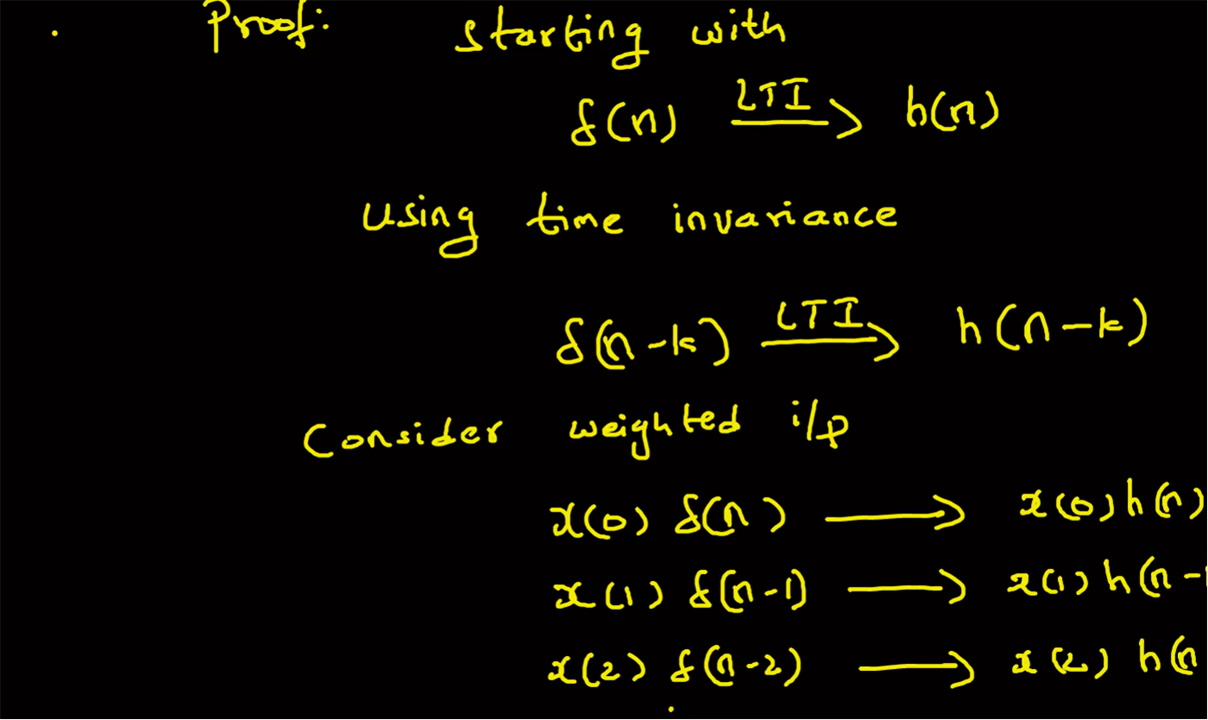 Proof: starting with
δ(n) LTI → h(n)
using time invariance
δ(n-k) LTI → h(n-k)
Consider weighted i/p
x(0) δ(n) → x(0) h(n)
x(1) δ(n-1) → x(1) h(n-
x(2) δ(n-2) → x(2) h(n